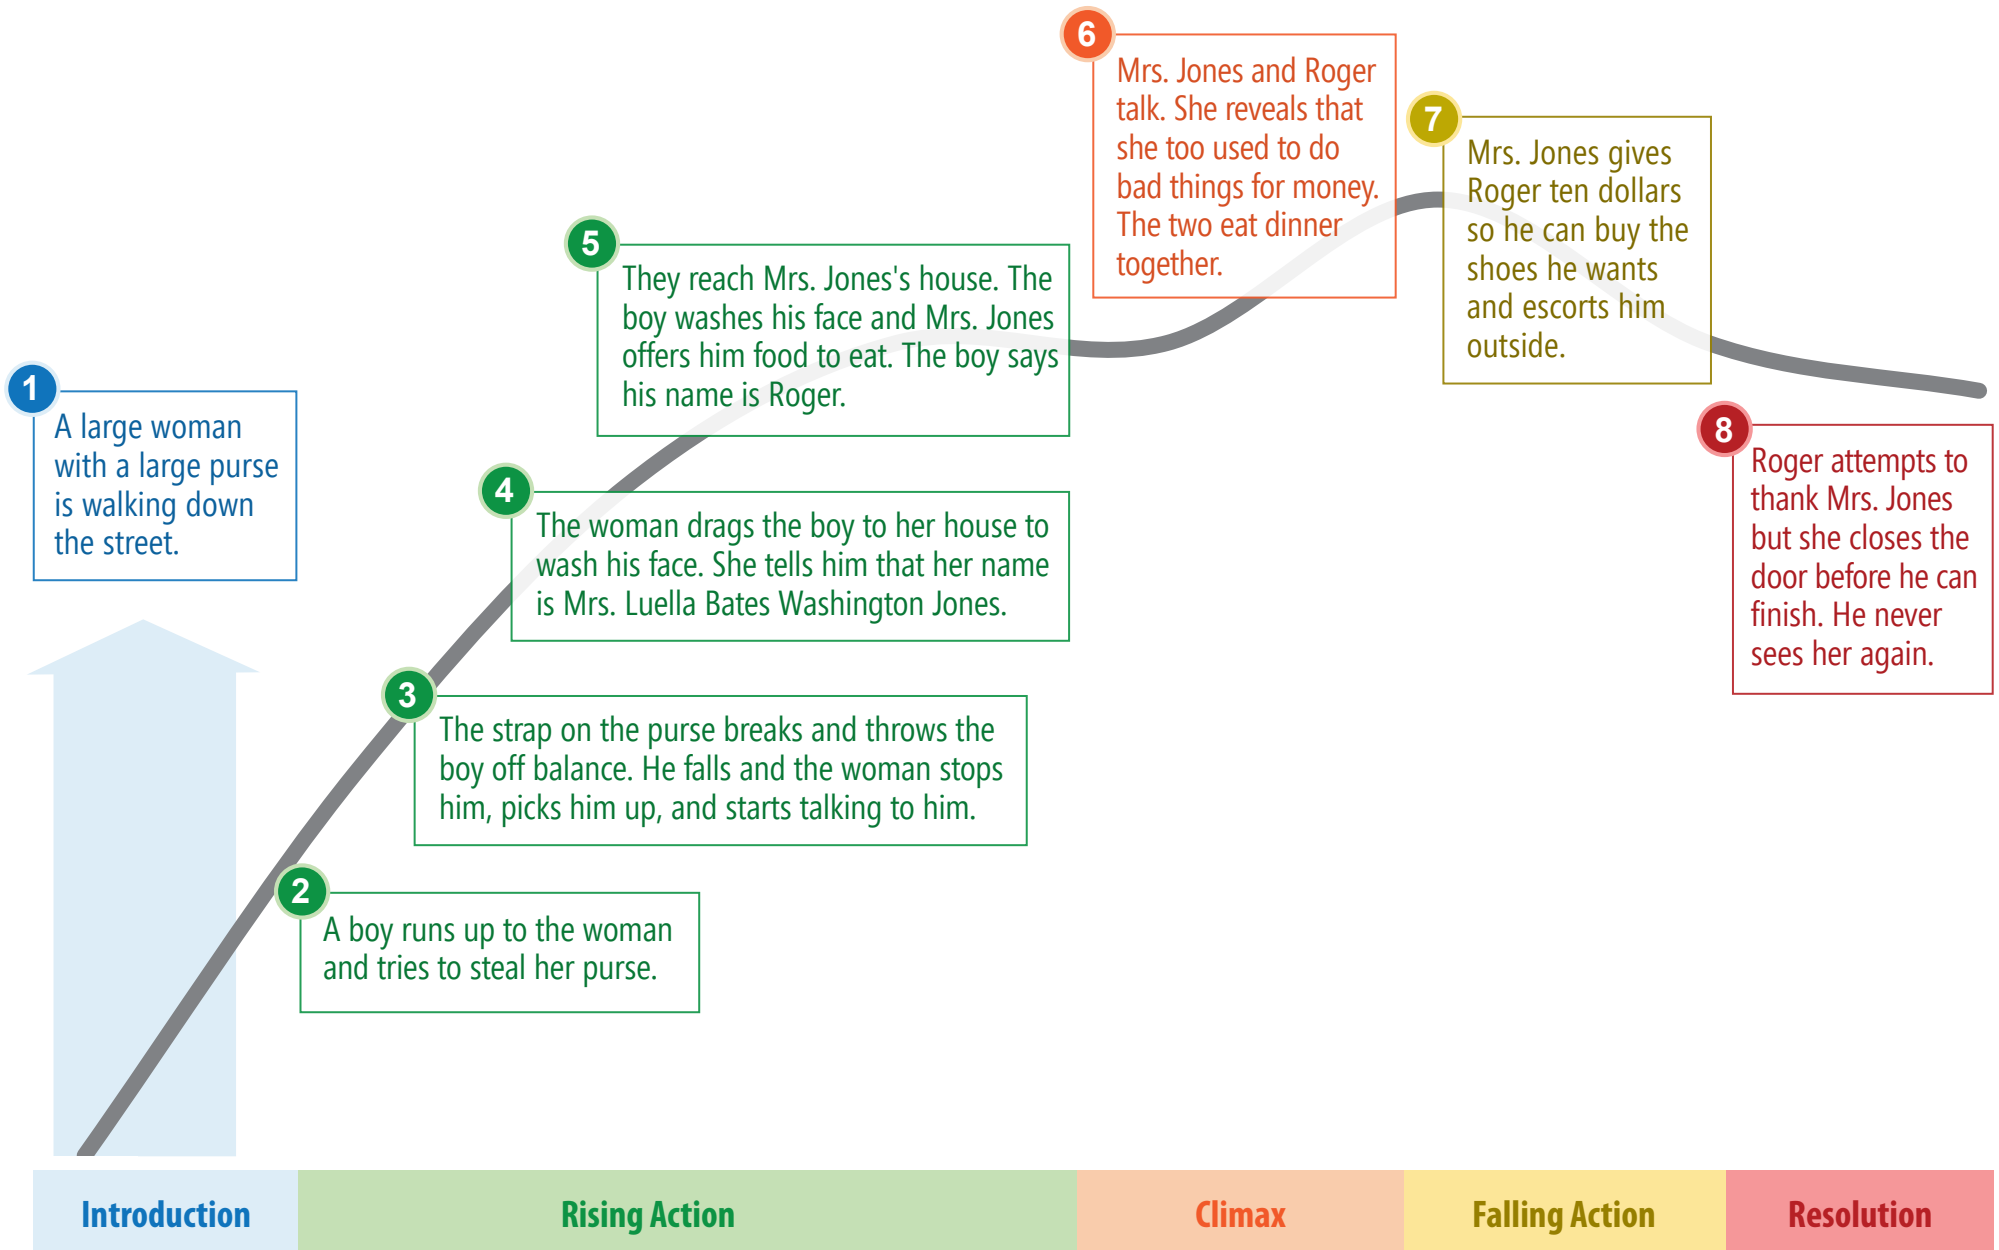 1
A large woman
with a large purse
is walking down
the street.
2
A boy runs up to the woman
and tries to steal her purse.
3
The strap on the purse breaks and throws the
boy off balance. He falls and the woman stops
him, picks him up, and starts talking to him.
4
The woman drags the boy to her house to
wash his face. She tells him that her name
is Mrs. Luella Bates Washington Jones.
5
They reach Mrs. Jones's house. The
boy washes his face and Mrs. Jones
offers him food to eat. The boy says
his name is Roger.
6
Mrs. Jones and Roger
talk. She reveals that
she too used to do
bad things for money.
The two eat dinner
together.
7
Mrs. Jones gives
Roger ten dollars
so he can buy the
shoes he wants
and escorts him
outside.
8
Roger attempts to
thank Mrs. Jones
but she closes the
door before he can
finish. He never
sees her again.
Introduction
Rising Action
Climax
Falling Action
Resolution